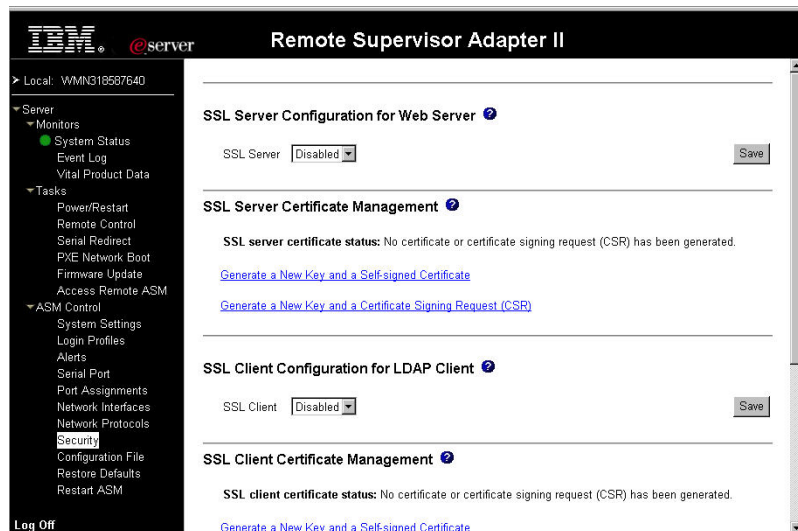 IBM® eserver
Remote Supervisor Adapter II
Local: WMN318587640
Server
Monitors
System Status
Event Log
Vital Product Data
Tasks
Power/Restart
Remote Control
Serial Redirect
PXE Network Boot
Firmware Update
Access Remote ASM
ASM Control
System Settings
Login Profiles
Alerts
Serial Port
Port Assignments
Network Interfaces
Network Protocols
Security
Configuration File
Restore Defaults
Restart ASM
Log Off
SSL Server Configuration for Web Server ?
SSL Server Disabled Save
SSL Server Certificate Management ?
SSL server certificate status: No certificate or certificate signing request (CSR) has been generated.
Generate a New Key and a Self-signed Certificate
Generate a New Key and a Certificate Signing Request (CSR)
SSL Client Configuration for LDAP Client ?
SSL Client Disabled Save
SSL Client Certificate Management ?
SSL client certificate status: No certificate or certificate signing request (CSR) has been generated.
Generate a New Key and a Self-signed Certificate